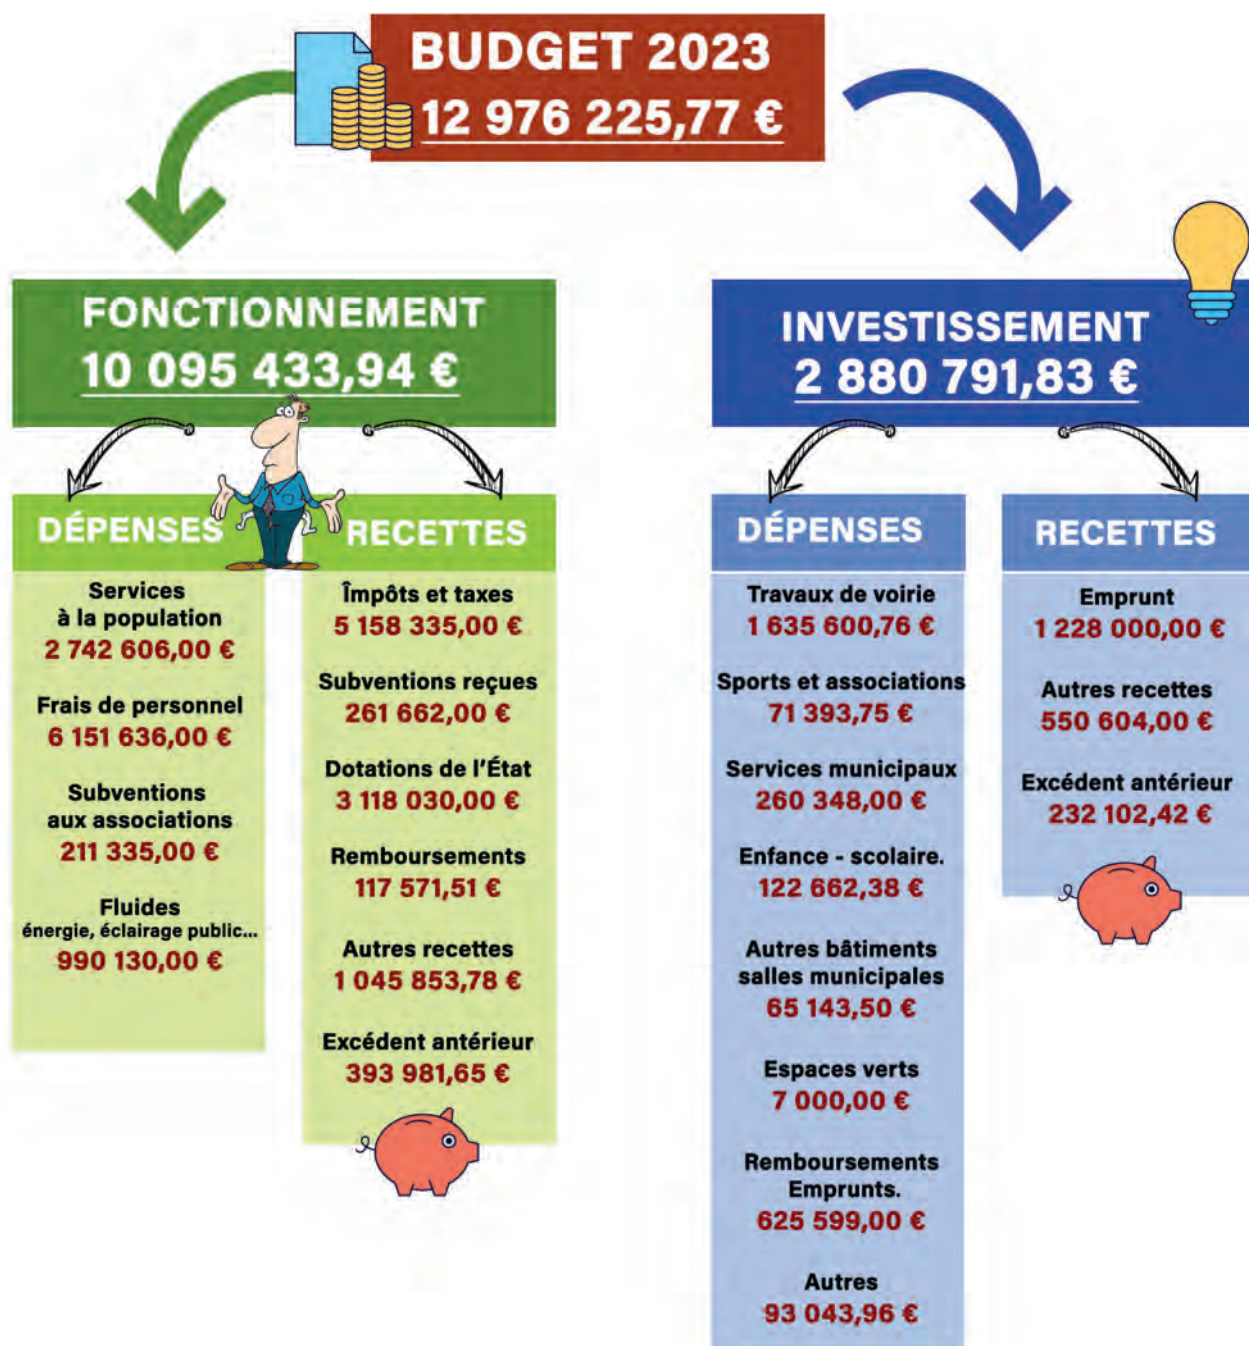 BUDGET 2023
12 976 225,77 €
FONCTIONNEMENT
10 095 433,94 €
DÉPENSES
Services
à la population
2 742 606,00 €
Frais de personnel
6 151 636,00 €
Subventions
aux associations
211 335,00 €
Fluides
énergie, éclairage public...
990 130,00 €
RECETTES
Împôts et taxes
5 158 335,00 €
Subventions reçues
261 662,00 €
Dotations de l'État
3 118 030,00 €
Remboursements
117 571,51 €
Autres recettes
1 045 853,78 €
Excédent antérieur
393 981,65 €
INVESTISSEMENT
2 880 791,83 €
DÉPENSES
Travaux de voirie
1 635 600,76 €
Sports et associations
71 393,75 €
Services municipaux
260 348,00 €
Enfance - scolaire.
122 662,38 €
Autres bâtiments
salles municipales
65 143,50 €
Espaces verts
7 000,00 €
Remboursements
Emprunts.
625 599,00 €
Autres
93 043,96 €
RECETTES
Emprunt
1 228 000,00 €
Autres recettes
550 604,00 €
Excédent antérieur
232 102,42 €